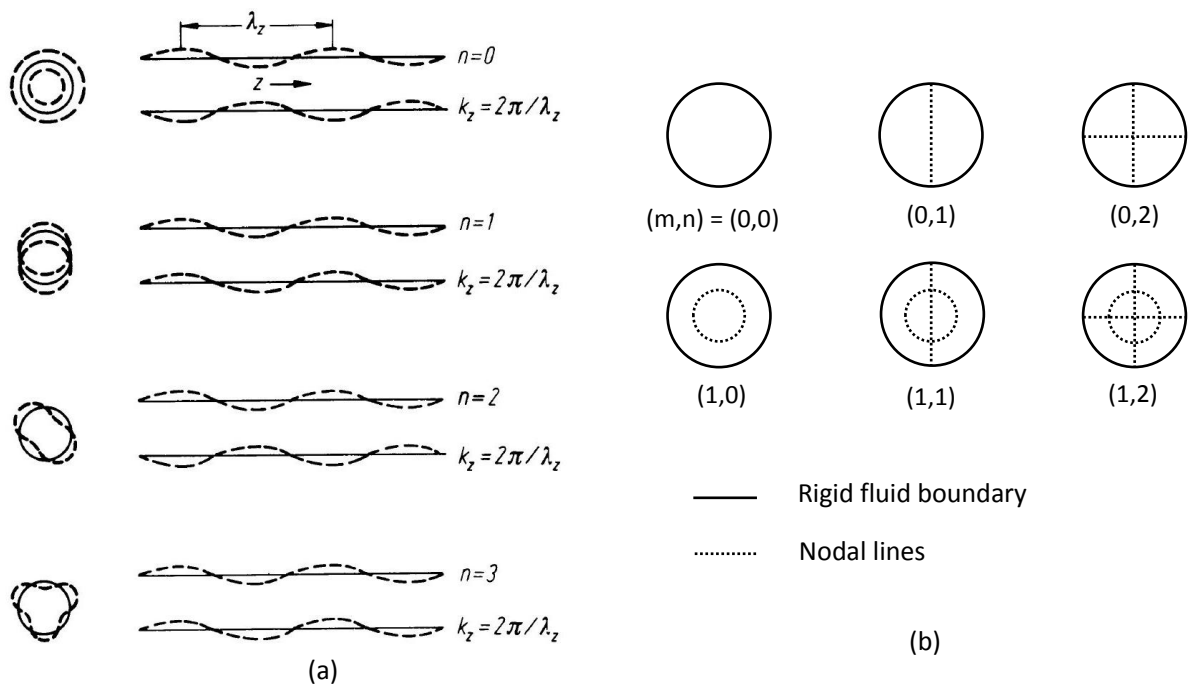 λz
n=0
z
kz = 2π/λz
n=1
kz = 2π/λz
n=2
kz = 2π/λz
n=3
kz = 2π/λz
(a)
(m,n) = (0,0)
(0,1)
(0,2)
(1,0)
(1,1)
(1,2)
Rigid fluid boundary
Nodal lines
(b)